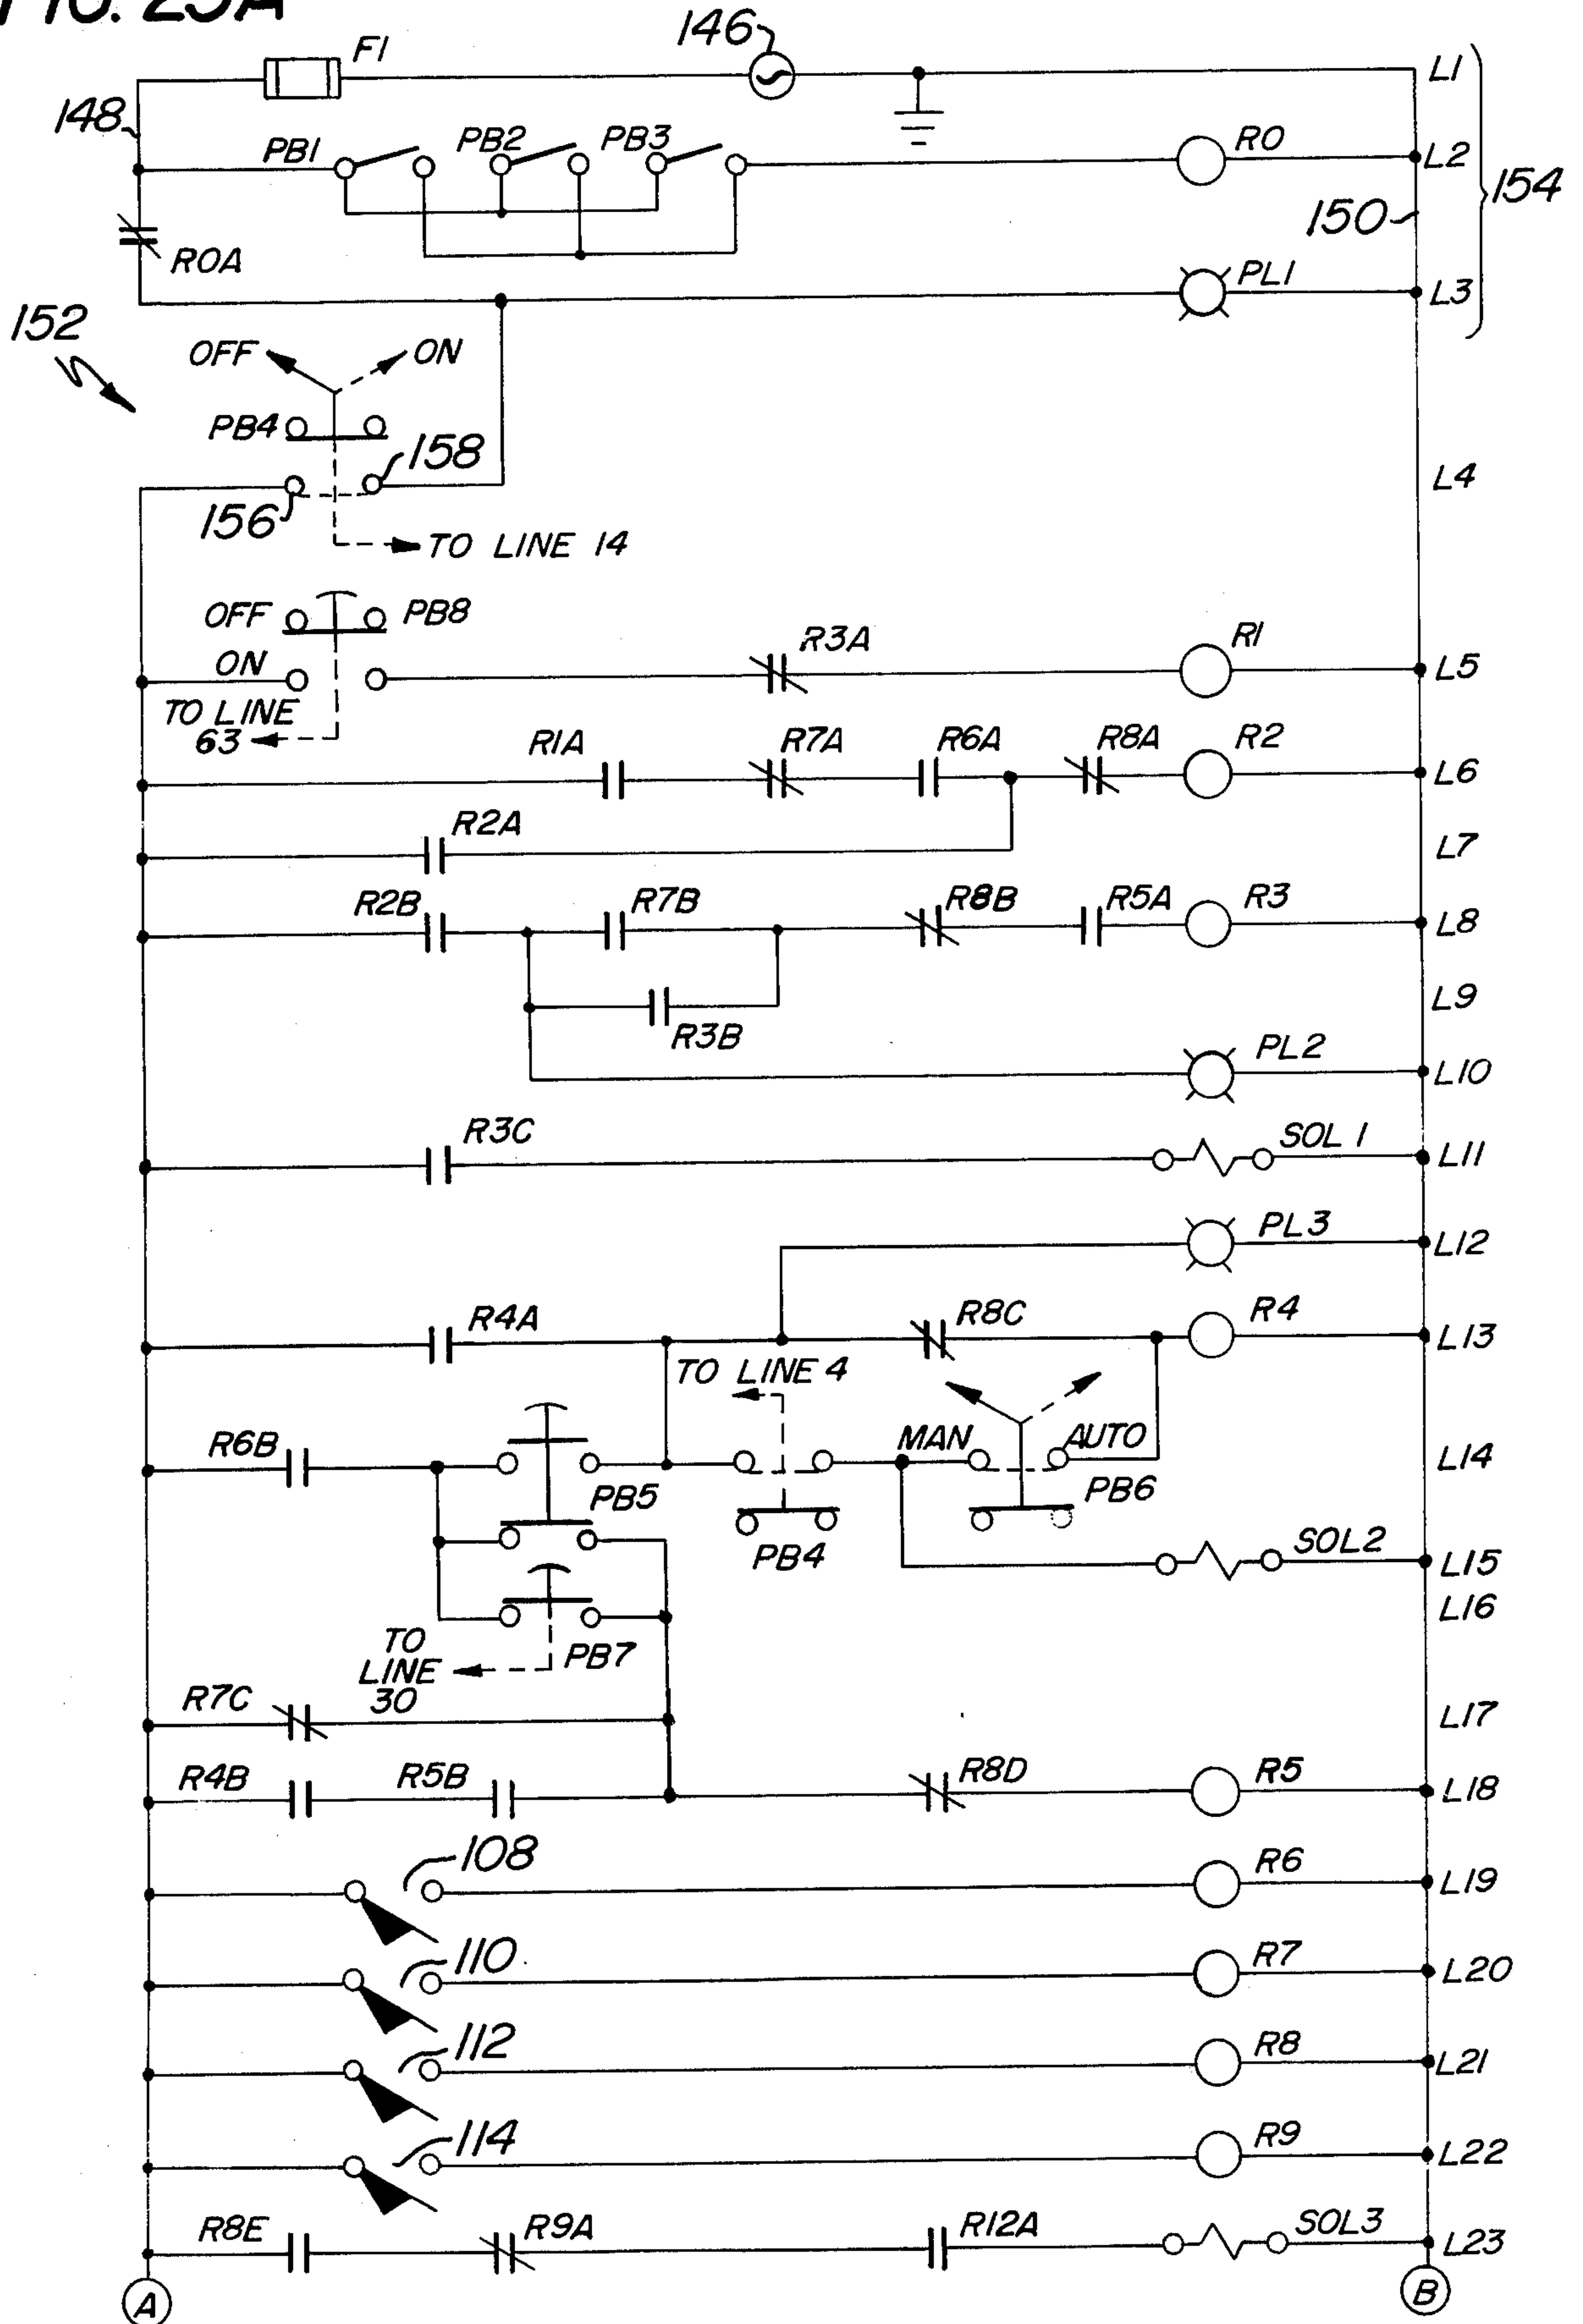 FIG. 23A
F1
146
L1
148
PB1
PB2
PB3
R0
L2
154
150
R0A
PL1
L3
152
OFF
ON
PB4
158
L4
156
TO LINE 14
OFF
PB8
ON
R3A
R1
L5
TO LINE
63
R1A
R7A
R6A
R8A
R2
L6
R2A
L7
R2B
R7B
R8B
R5A
R3
L8
L9
R3B
PL2
L10
R3C
SOL 1
L11
PL3
L12
R4A
R8C
R4
L13
TO LINE 4
R6B
MAN
AUTO
L14
PB5
PB6
PB4
SOL2
L15
L16
TO
LINE
30
PB7
R7C
L17
R4B
R5B
R8D
R5
L18
108
R6
L19
110
R7
L20
112
R8
L21
114
R9
L22
R8E
R9A
R12A
SOL3
L23
A
B